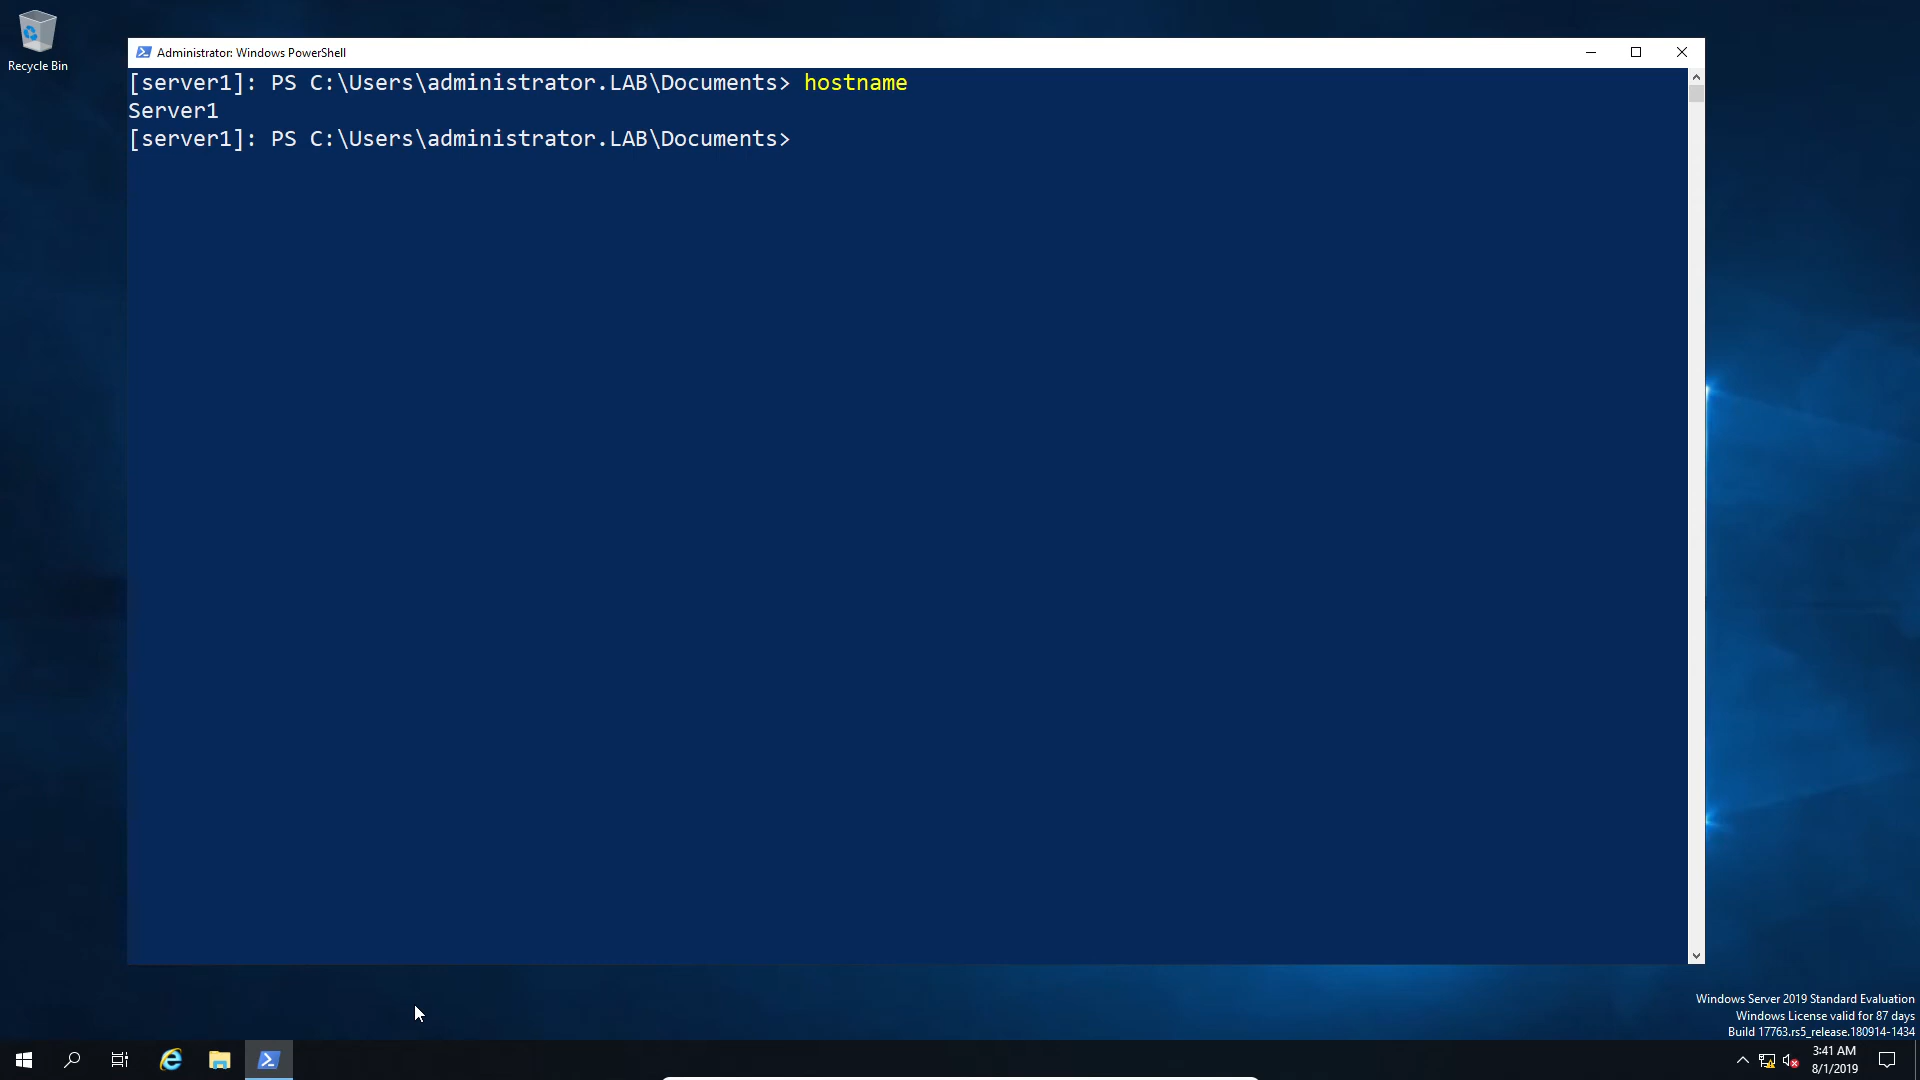 Recycle Bin
Administrator: Windows PowerShell
[server1]: PS C:\Users\administrator.LAB\Documents> hostname
Server1
[server1]: PS C:\Users\administrator.LAB\Documents>
Windows Server 2019 Standard Evaluation
Windows License valid for 87 days
Build 17763.rs5_release.180914-1434
3:41 AM
8/1/2019